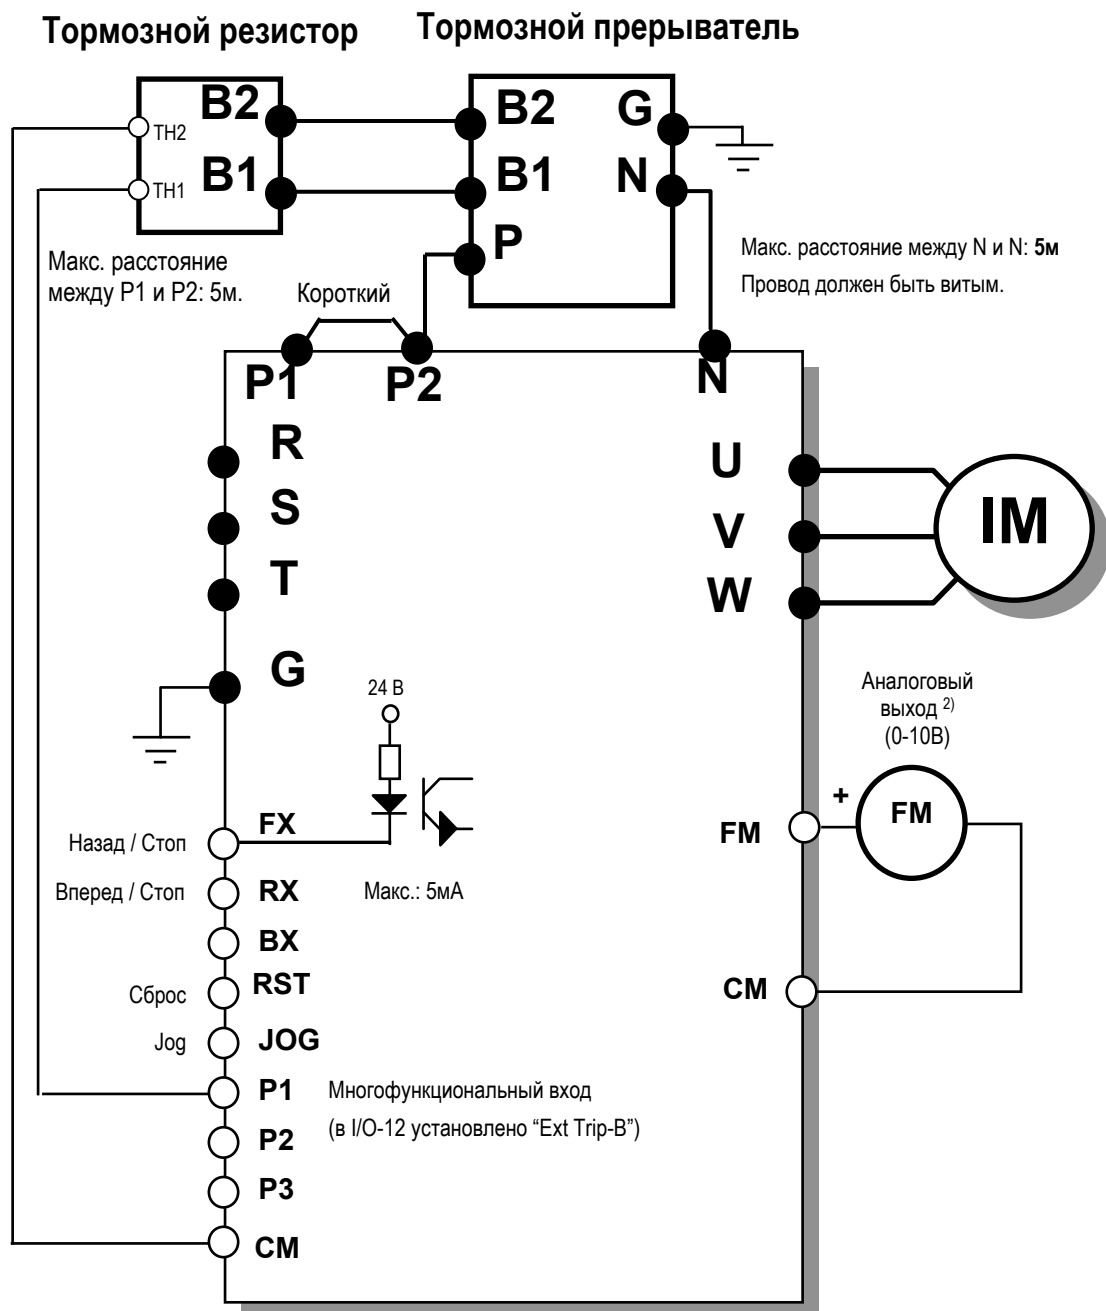 Тормозной резистор
Тормозной прерыватель
B2
TH2
B1
TH1
B2
G
B1
N
P
Макс. расстояние
между P1 и P2: 5м.
Короткий
Макс. расстояние между N и N: 5м
Провод должен быть витым.
P1
P2
N
R
S
T
G
U
V
W
IM
24 В
Аналоговый
выход 2)
(0-10В)
Назад / Стоп
FX
FM
+
FM
Вперед / Стоп
RX
Макс.: 5мА
BX
Сброс
RST
CM
Jog
JOG
P1
Многофункциональный вход
(в I/O-12 установлено “Ext Trip-B”)
P2
P3
CM